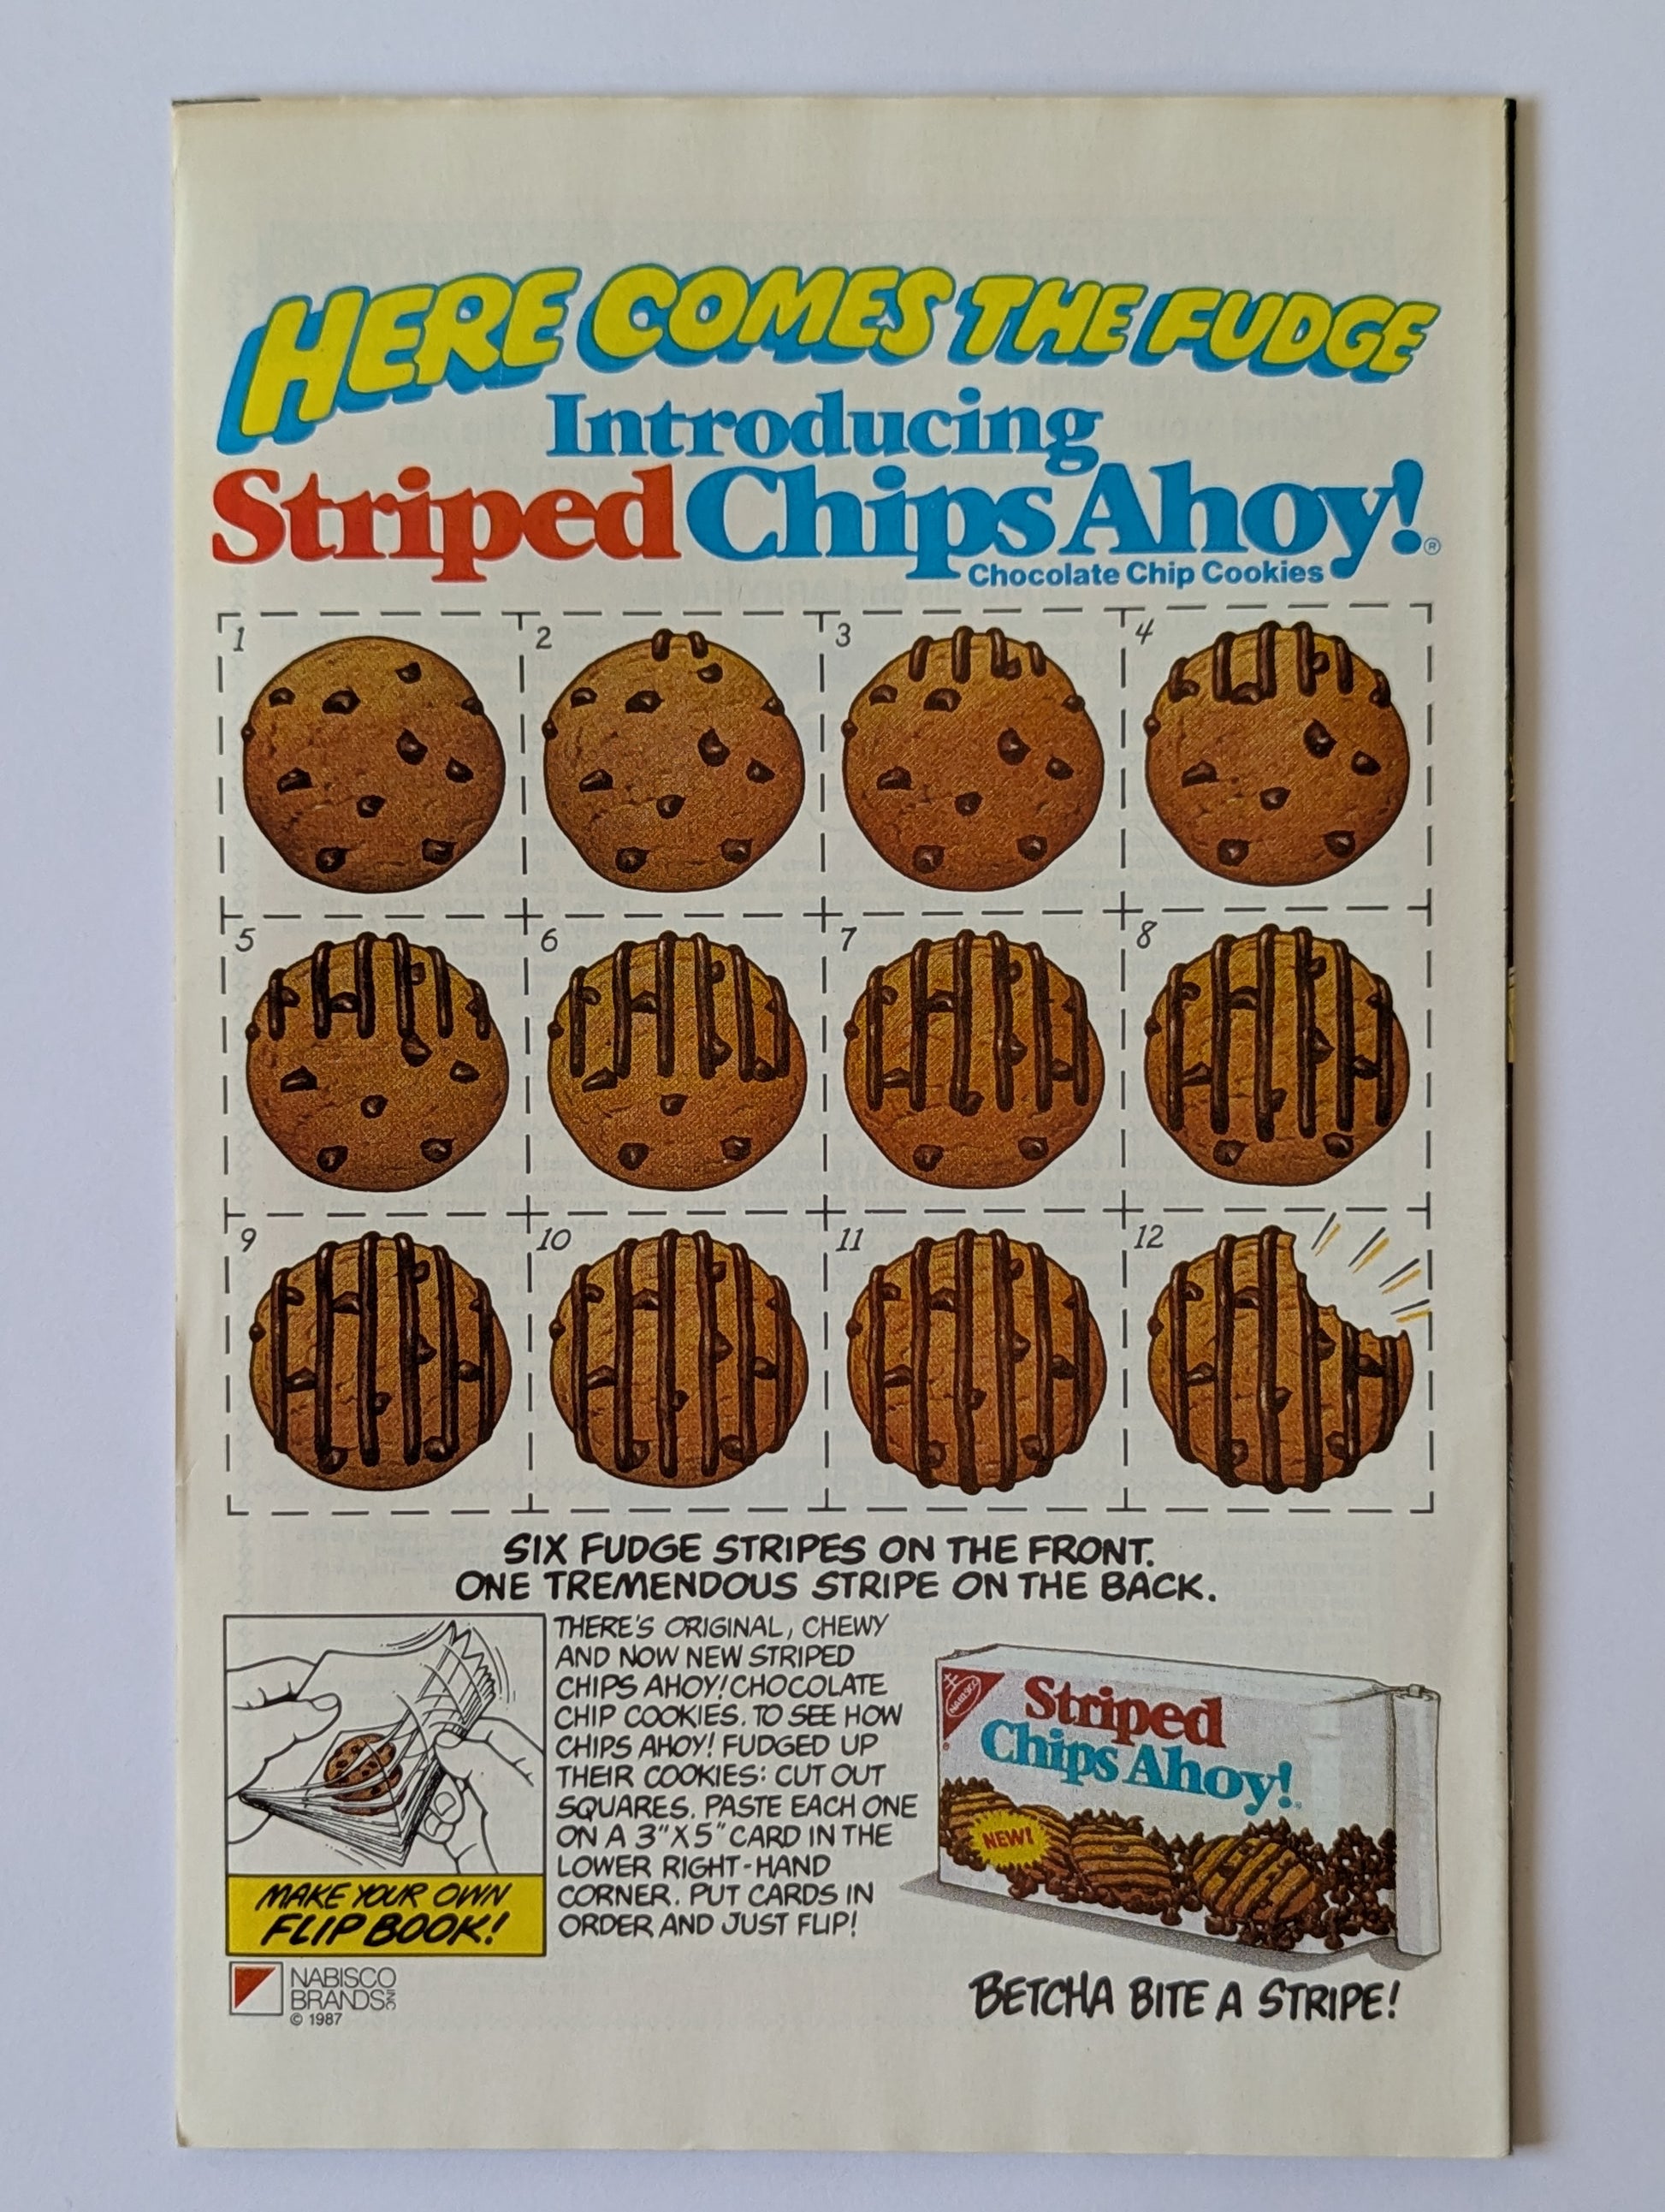 HERE COMES THE FUDGE
Introducing
Striped Chips Ahoy!®
Chocolate Chip Cookies
1 2 3 4
5 6 7 8
9 10 11 12
SIX FUDGE STRIPES ON THE FRONT.
ONE TREMENDOUS STRIPE ON THE BACK.
THERE'S ORIGINAL, CHEWY
AND NOW NEW STRIPED
CHIPS AHOY! CHOCOLATE
CHIP COOKIES. TO SEE HOW
CHIPS AHOY! FUDGED UP
THEIR COOKIES: CUT OUT
SQUARES. PASTE EACH ONE
ON A 3" X 5" CARD IN THE
LOWER RIGHT-HAND
CORNER. PUT CARDS IN
ORDER AND JUST FLIP!
MAKE YOUR OWN
FLIP BOOK!
NABISCO
Striped
Chips Ahoy!
NEW!
NABISCO
BRANDS INC
© 1987
BETCHA BITE A STRIPE!